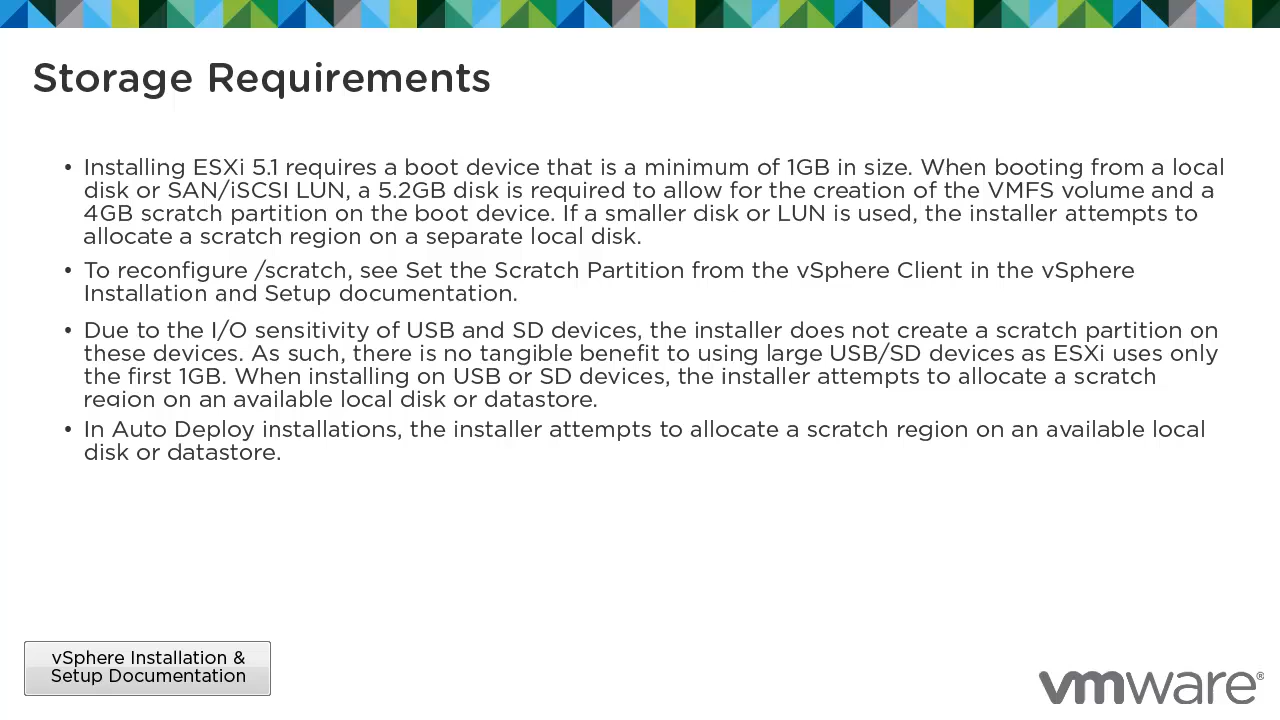 Storage Requirements
• Installing ESXi 5.1 requires a boot device that is a minimum of 1GB in size. When booting from a local
disk or SAN/iSCSI LUN, a 5.2GB disk is required to allow for the creation of the VMFS volume and a
4GB scratch partition on the boot device. If a smaller disk or LUN is used, the installer attempts to
allocate a scratch region on a separate local disk.
• To reconfigure /scratch, see Set the Scratch Partition from the vSphere Client in the vSphere
Installation and Setup documentation.
• Due to the I/O sensitivity of USB and SD devices, the installer does not create a scratch partition on
these devices. As such, there is no tangible benefit to using large USB/SD devices as ESXi uses only
the first 1GB. When installing on USB or SD devices, the installer attempts to allocate a scratch
region on an available local disk or datastore.
• In Auto Deploy installations, the installer attempts to allocate a scratch region on an available local
disk or datastore.
vSphere Installation &
Setup Documentation
vmware®